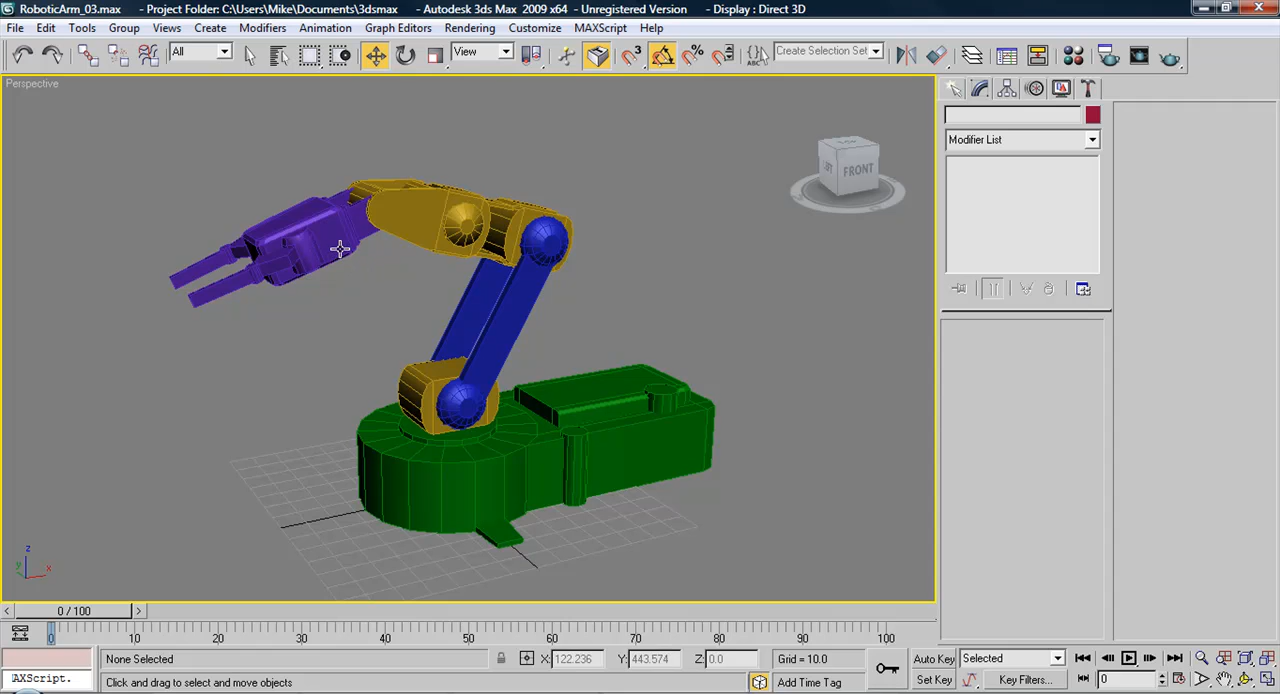 RoboticArm_03.max - Project Folder: C:\Users\Mike\Documents\3dsmax - Autodesk 3ds Max 2009 x64 - Unregistered Version - Display : Direct 3D
File Edit Tools Group Views Create Modifiers Animation Graph Editors Rendering Customize MAXScript Help
All View 3 Create Selection Set
ABC
Perspective
FRONT
Modifier List
z
y x
0 / 100
0 10 20 30 40 50 60 70 80 90 100
None Selected X: 122.236 Y: 443.574 Z: 0.0 Grid = 10.0 Auto Key Selected
AXScript. Click and drag to select and move objects Add Time Tag Set Key Key Filters... 0